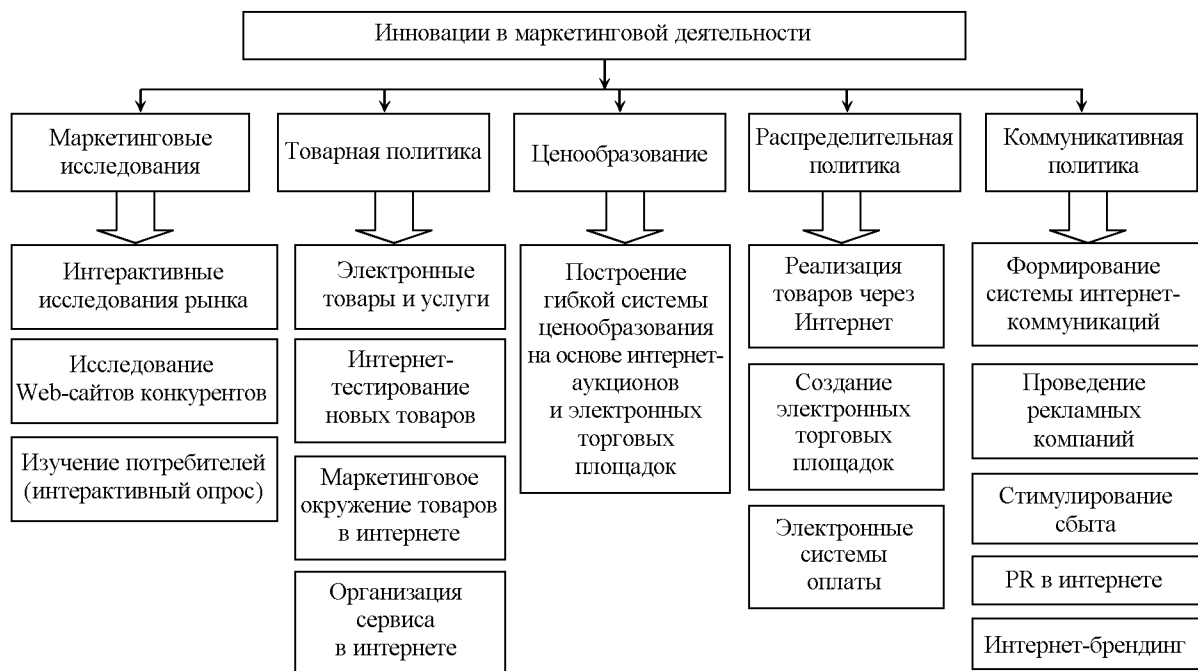 Инновации в маркетинговой деятельности
Маркетинговые
исследования
Товарная политика
Ценообразование
Распределительная
политика
Коммуникативная
политика
Интерактивные
исследования рынка
Исследование
Web-сайтов конкурентов
Изучение потребителей
(интерактивный опрос)
Электронные
товары и услуги
Интернет-
тестирование
новых товаров
Маркетинговое
окружение товаров
в интернете
Организация
сервиса
в интернете
Построение
гибкой системы
ценообразования
на основе интернет-
аукционов
и электронных
торговых
площадок
Реализация
товаров через
Интернет
Создание
электронных
торговых
площадок
Электронные
системы
оплаты
Формирование
системы интернет-
коммуникаций
Проведение
рекламных
компаний
Стимулирование
сбыта
PR в интернете
Интернет-брендинг